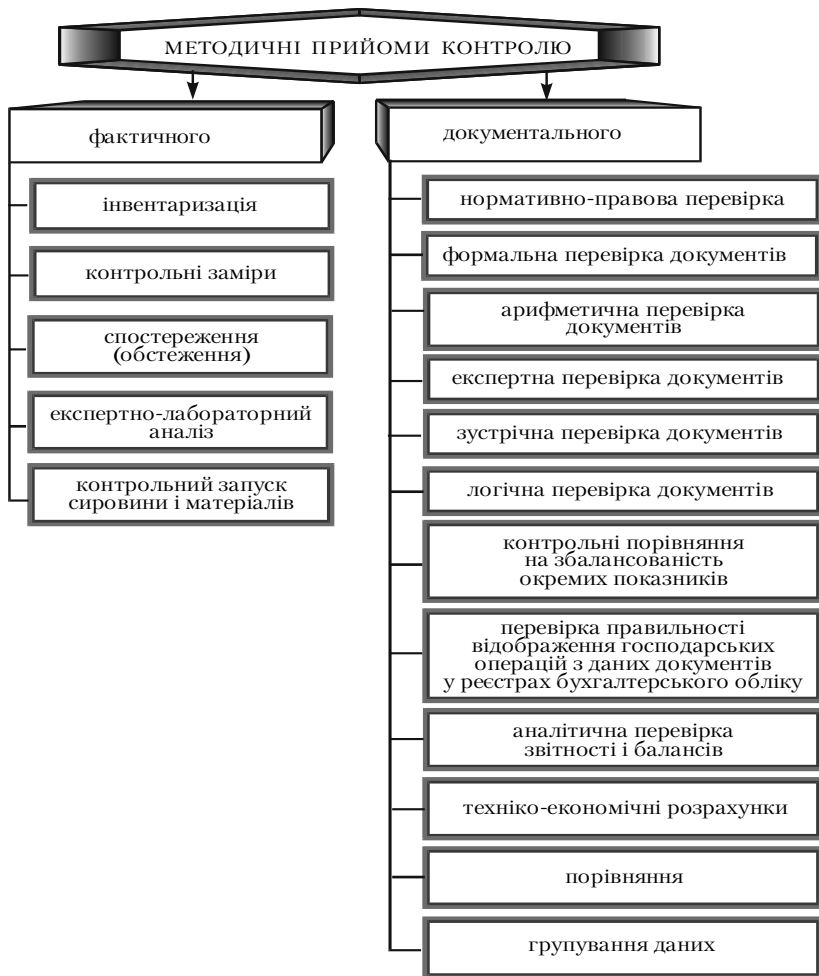 МЕТОДИЧНІ ПРИЙОМИ КОНТРОЛЮ
фактичного
інвентаризація
контрольні заміри
спостереження
(обстеження)
експертно-лабораторний
аналіз
контрольний запуск
сировини і матеріалів
документального
нормативно-правова перевірка
формальна перевірка документів
арифметична перевірка
документів
експертна перевірка документів
зустрічна перевірка документів
логічна перевірка документів
контрольні порівняння
на збалансованість
окремих показників
перевірка правильності
відображення господарських
операцій з даних документів
у реєстрах бухгалтерського обліку
аналітична перевірка
звітності і балансів
техніко-економічні розрахунки
порівняння
групування даних